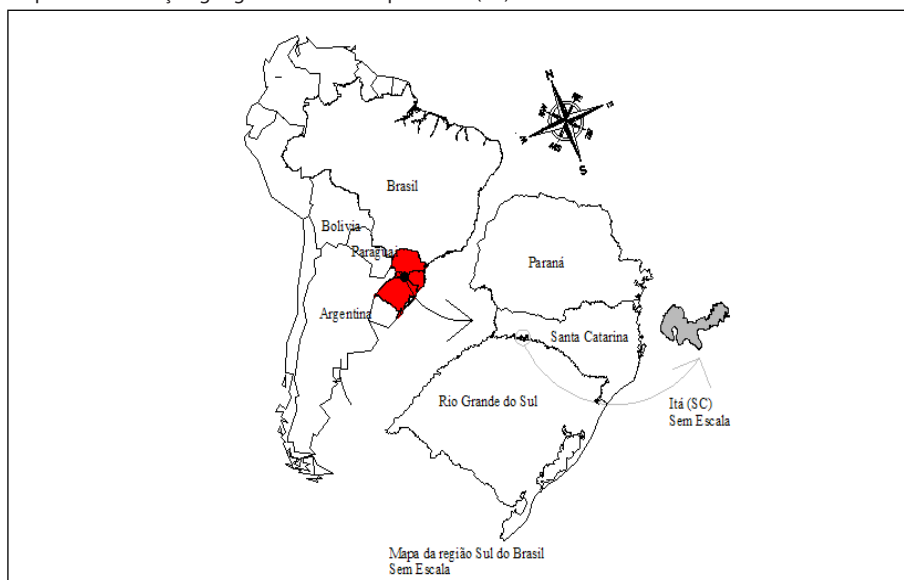 N
S
Brasil
Bolivia
Paraguai
Argentina
Paraná
Santa Catarina
Rio Grande do Sul
Itá (SC)
Sem Escala
Mapa da região Sul do Brasil
Sem Escala